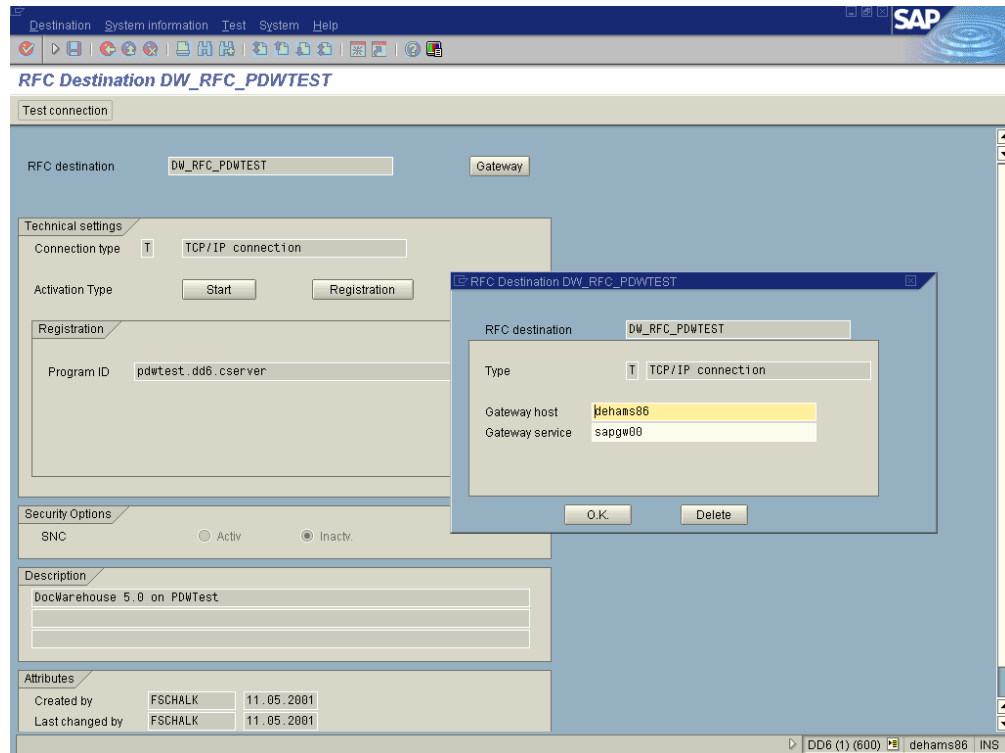 Destination System information Test System Help
SAP
RFC Destination DW_RFC_PDWTEST
Test connection
RFC destination DW_RFC_PDWTEST Gateway
Technical settings
Connection type T TCP/IP connection
Activation Type Start Registration
Registration
Program ID pdwtest.dd6.cserver
RFC Destination DW_RFC_PDWTEST
RFC destination DW_RFC_PDWTEST
Type T TCP/IP connection
Gateway host dehams86
Gateway service sapgw00
O.K. Delete
Security Options
SNC Activ Inactv.
Description
DocWarehouse 5.0 on PDWTest
Attributes
Created by FSCHALK 11.05.2001
Last changed by FSCHALK 11.05.2001
DD6 (1) (600) dehams86 INS